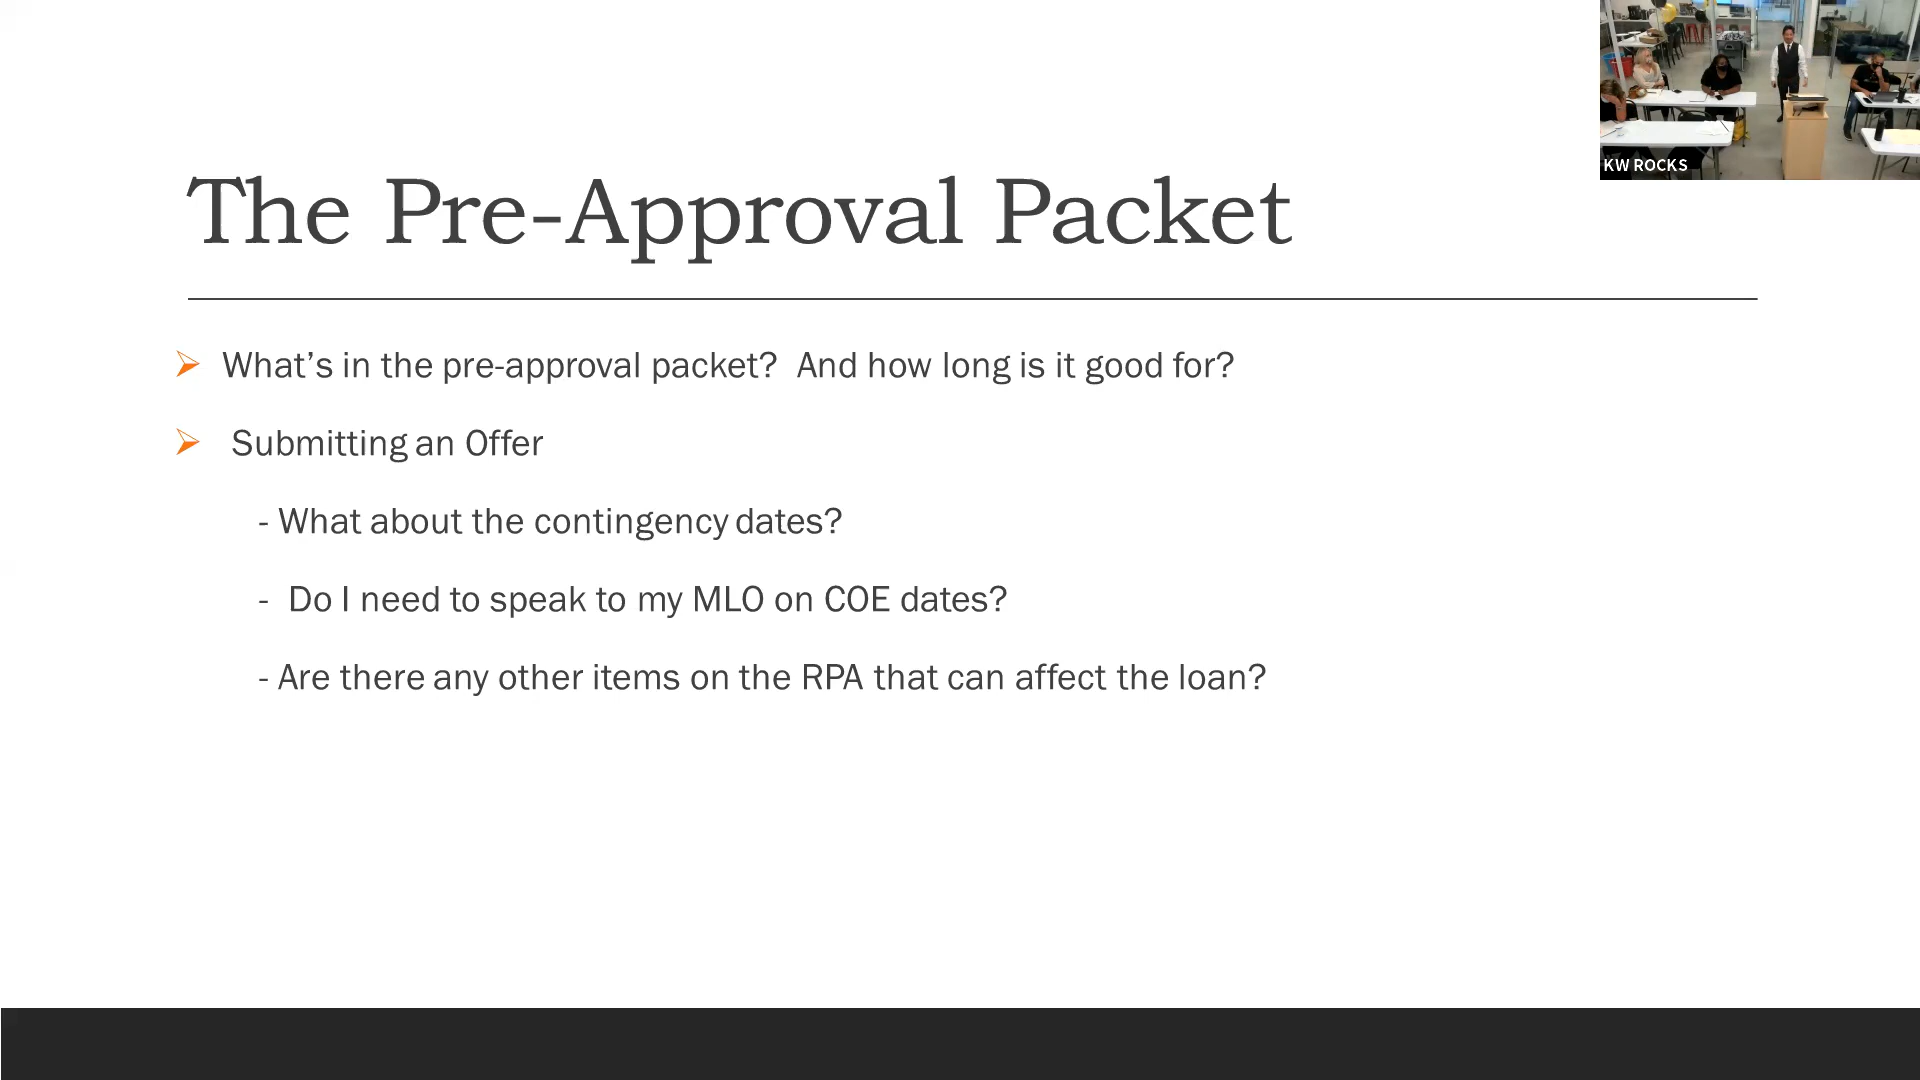 The Pre-Approval Packet
What’s in the pre-approval packet?  And how long is it good for?
Submitting an Offer
- What about the contingency dates?
-  Do I need to speak to my MLO on COE dates?
- Are there any other items on the RPA that can affect the loan?
KW ROCKS